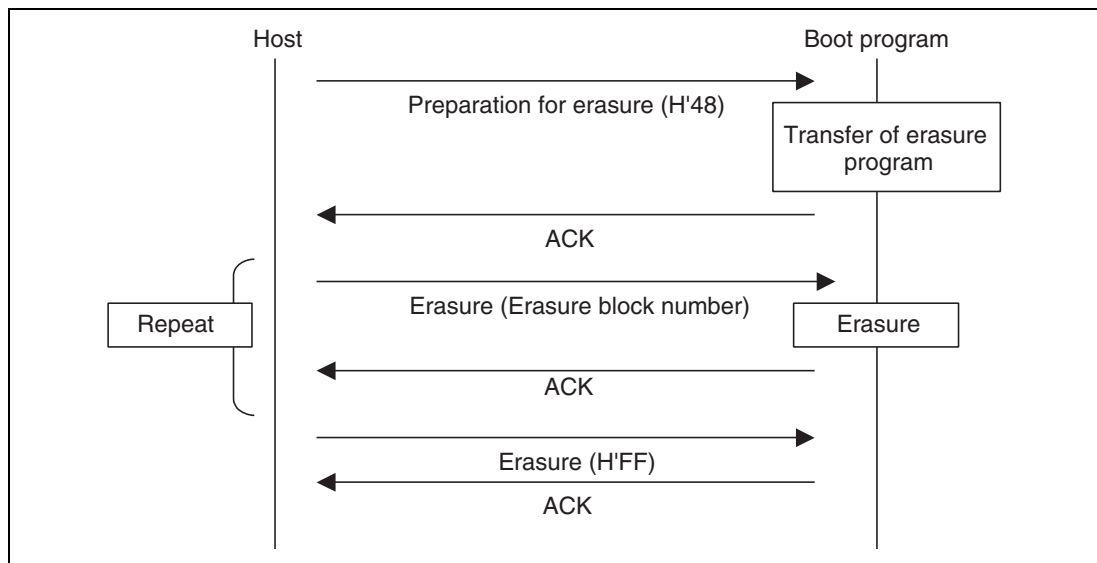 Host
Boot program
Preparation for erasure (H'48)
Transfer of erasure
program
ACK
Erasure (Erasure block number)
Repeat
Erasure
ACK
Erasure (H'FF)
ACK